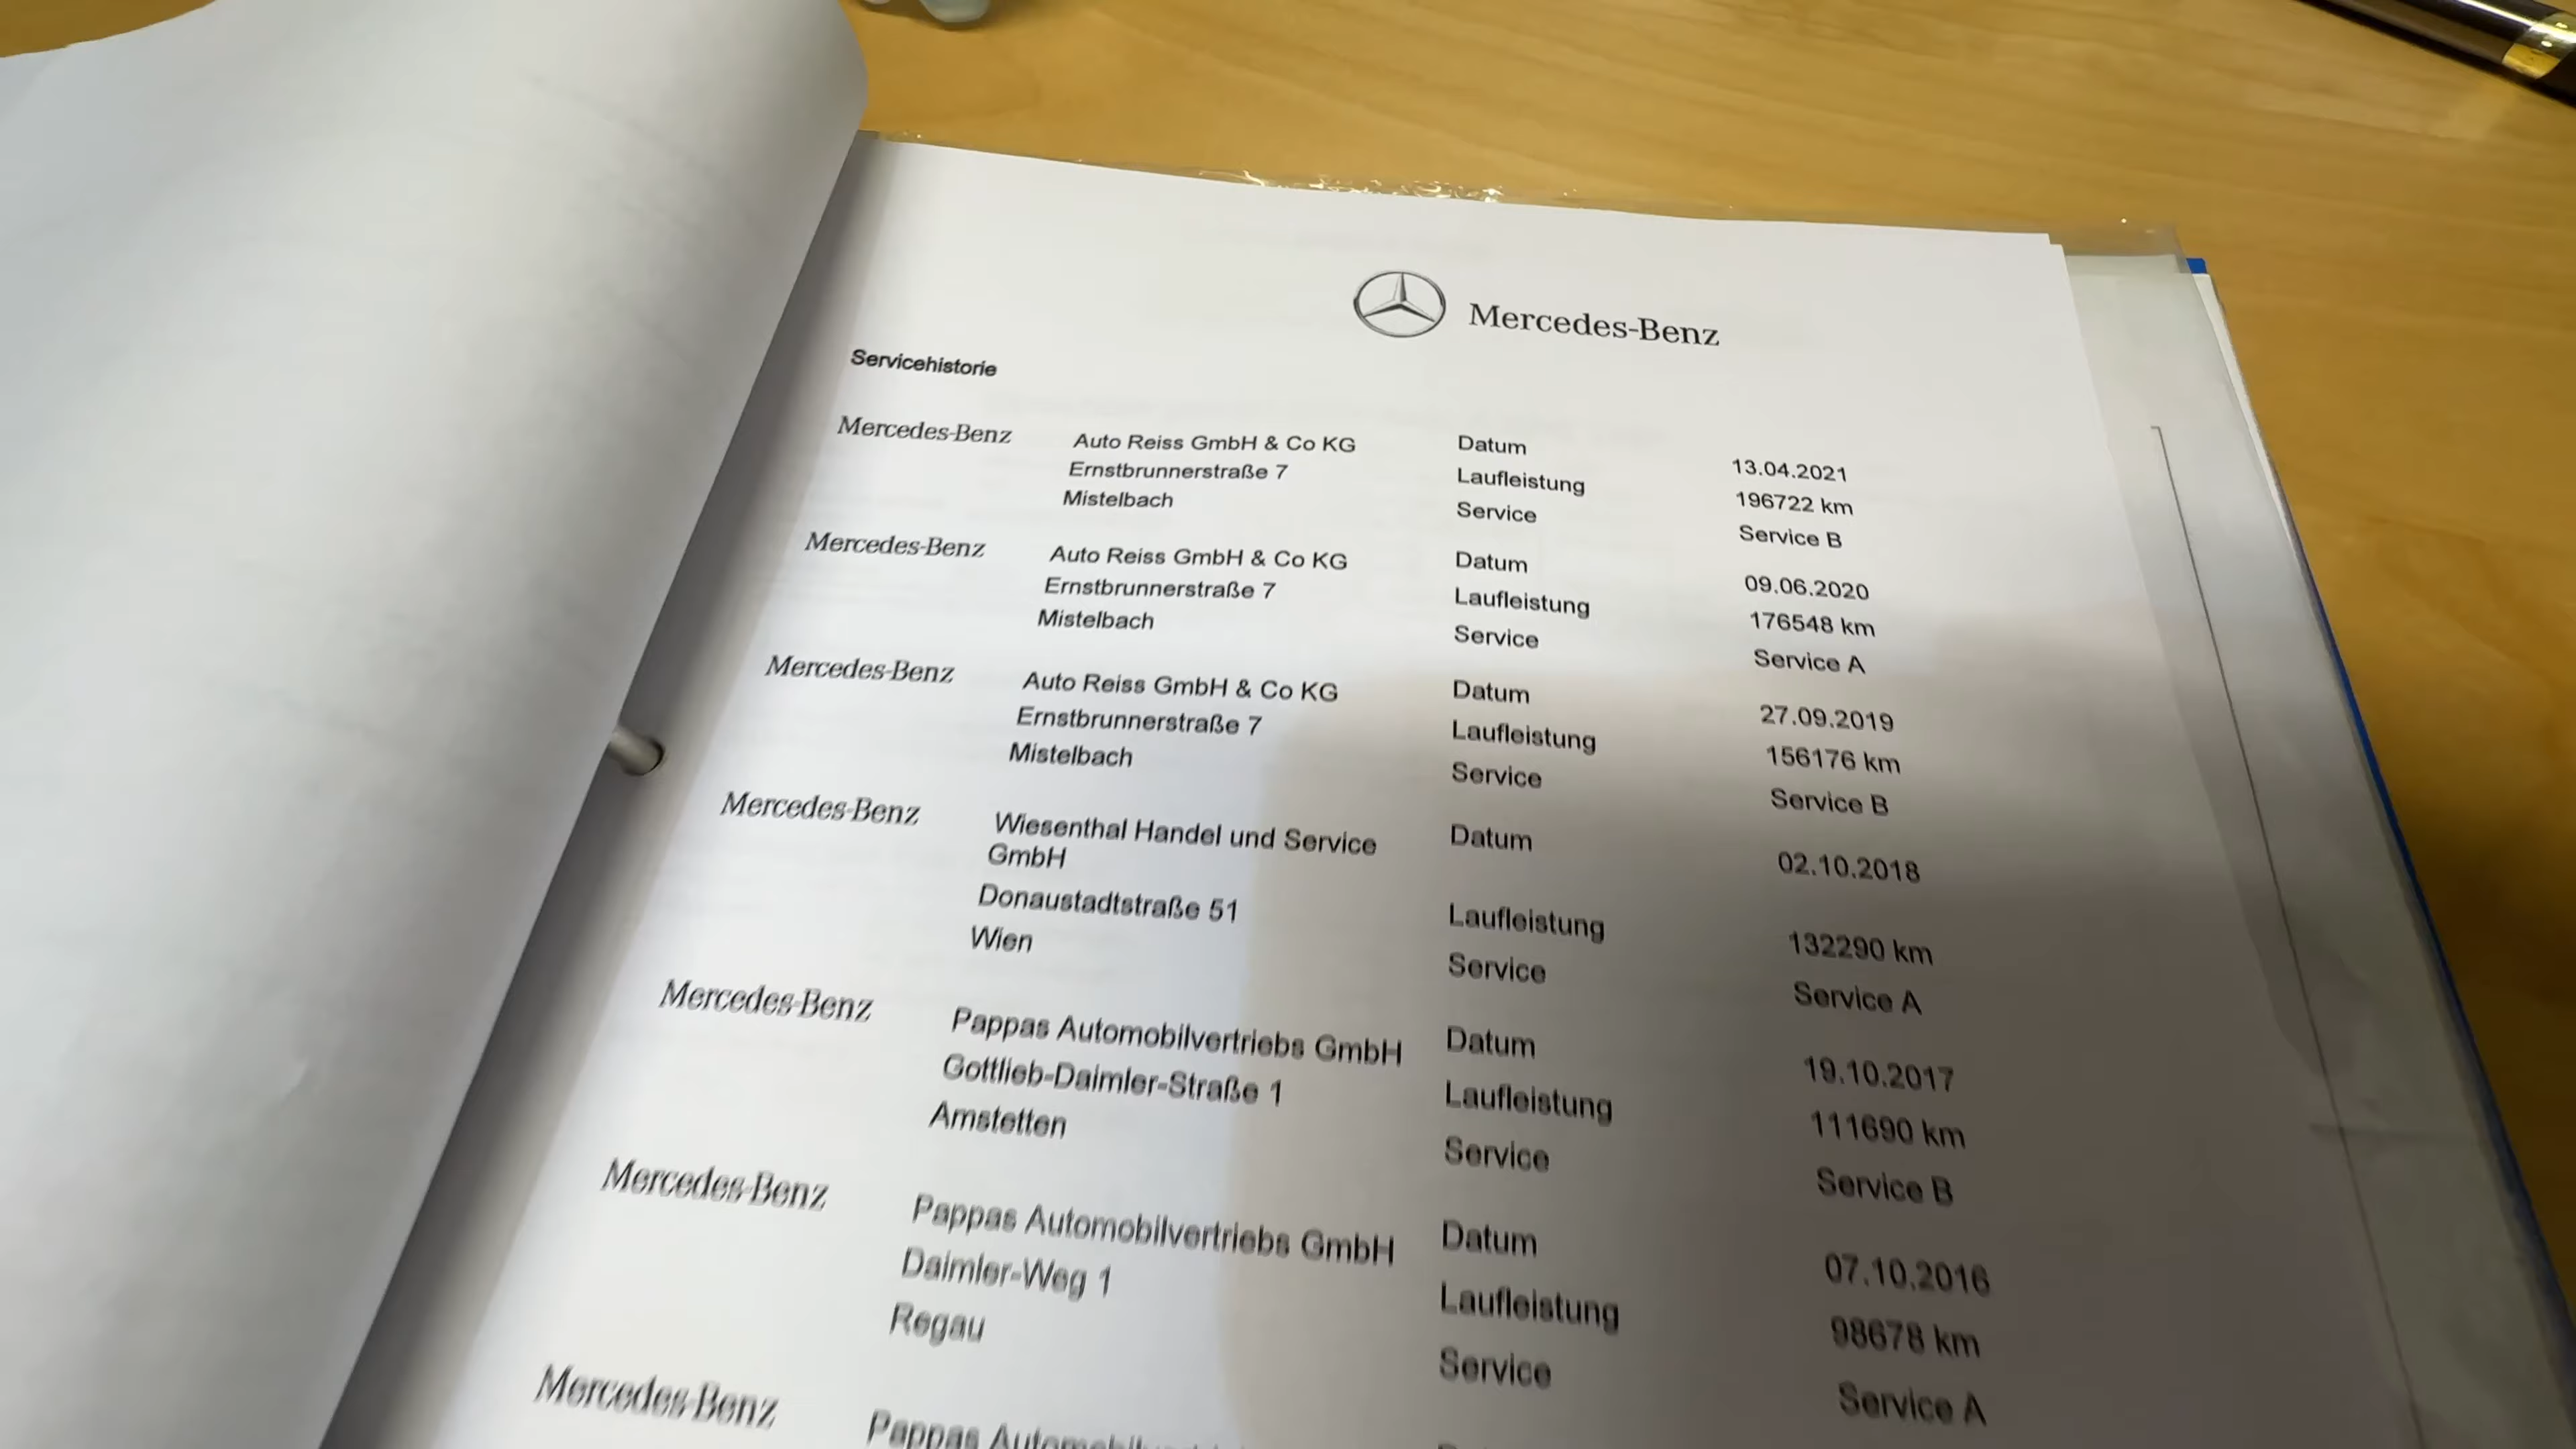 Mercedes-Benz
Servicehistorie
Mercedes-Benz Auto Reiss GmbH & Co KG Datum 13.04.2021
Ernstbrunnerstraße 7 Laufleistung 196722 km
Mistelbach Service Service B
Mercedes-Benz Auto Reiss GmbH & Co KG Datum 09.06.2020
Ernstbrunnerstraße 7 Laufleistung 176548 km
Mistelbach Service Service A
Mercedes-Benz Auto Reiss GmbH & Co KG Datum 27.09.2019
Ernstbrunnerstraße 7 Laufleistung 156176 km
Mistelbach Service Service B
Mercedes-Benz Wiesenthal Handel und Service Datum 02.10.2018
GmbH
Donaustadtstraße 51 Laufleistung 132290 km
Wien Service Service A
Mercedes-Benz Pappas Automobilvertriebs GmbH Datum 19.10.2017
Gottlieb-Daimler-Straße 1 Laufleistung 111690 km
Amstetten Service Service B
Mercedes-Benz Pappas Automobilvertriebs GmbH Datum 07.10.2016
Daimler-Weg 1 Laufleistung 98678 km
Regau Service Service A
Mercedes-Benz Pappas